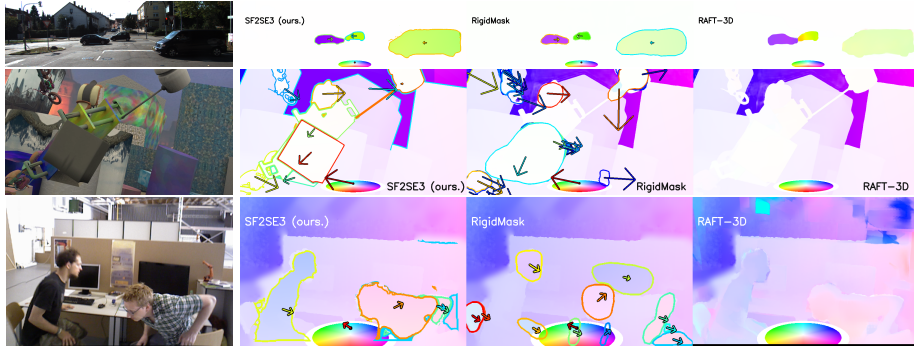 SF2SE3 (ours.)
RigidMask
RAFT-3D
SF2SE3 (ours.)
RigidMask
RAFT-3D
SF2SE3 (ours.)
RigidMask
RAFT-3D